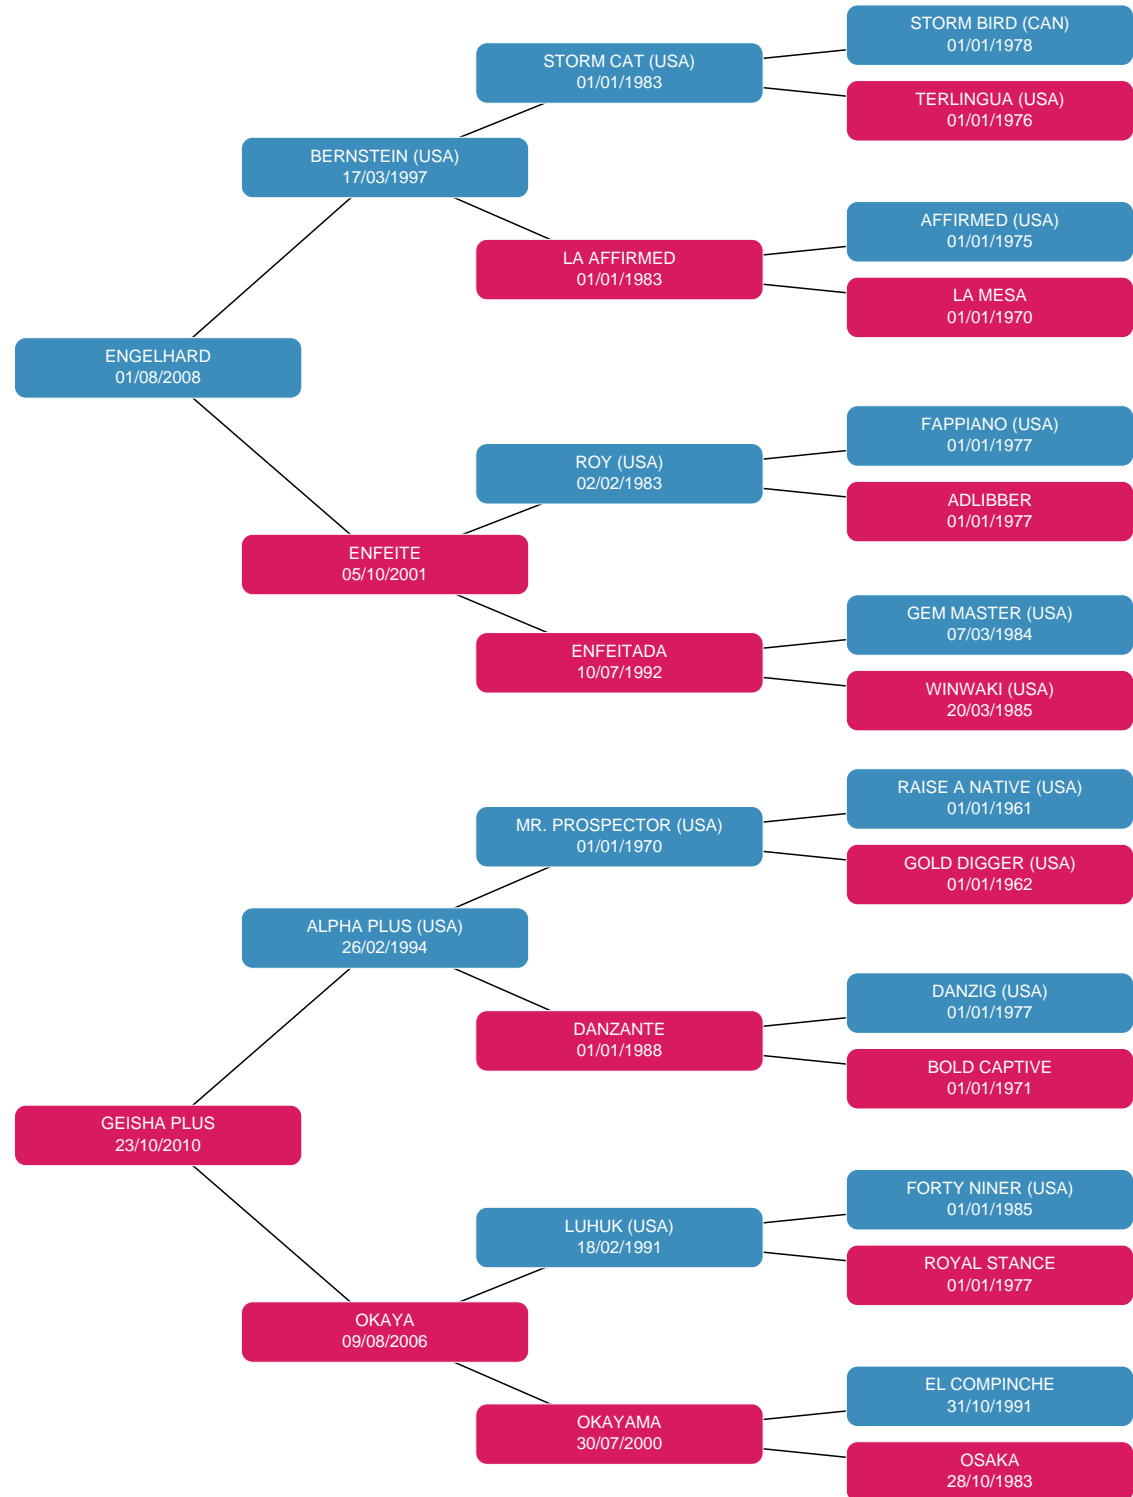 STORM BIRD (CAN)
01/01/1978
STORM CAT (USA)
01/01/1983
TERLINGUA (USA)
01/01/1976
BERNSTEIN (USA)
17/03/1997
AFFIRMED (USA)
01/01/1975
LA AFFIRMED
01/01/1983
LA MESA
01/01/1970
ENGELHARD
01/08/2008
FAPPIANO (USA)
01/01/1977
ROY (USA)
02/02/1983
ADLIBBER
01/01/1977
ENFEITE
05/10/2001
GEM MASTER (USA)
07/03/1984
ENFEITADA
10/07/1992
WINWAKI (USA)
20/03/1985
RAISE A NATIVE (USA)
01/01/1961
MR. PROSPECTOR (USA)
01/01/1970
GOLD DIGGER (USA)
01/01/1962
ALPHA PLUS (USA)
26/02/1994
DANZIG (USA)
01/01/1977
DANZANTE
01/01/1988
BOLD CAPTIVE
01/01/1971
GEISHA PLUS
23/10/2010
FORTY NINER (USA)
01/01/1985
LUHUK (USA)
18/02/1991
ROYAL STANCE
01/01/1977
OKAYA
09/08/2006
EL COMPINCHE
31/10/1991
OKAYAMA
30/07/2000
OSAKA
28/10/1983